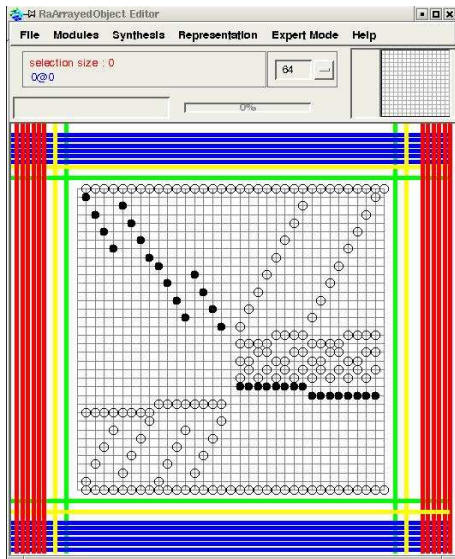 RaArrayedObject Editor
File Modules Synthesis Representation Expert Mode Help
selection size : 0
0@0
64
0%